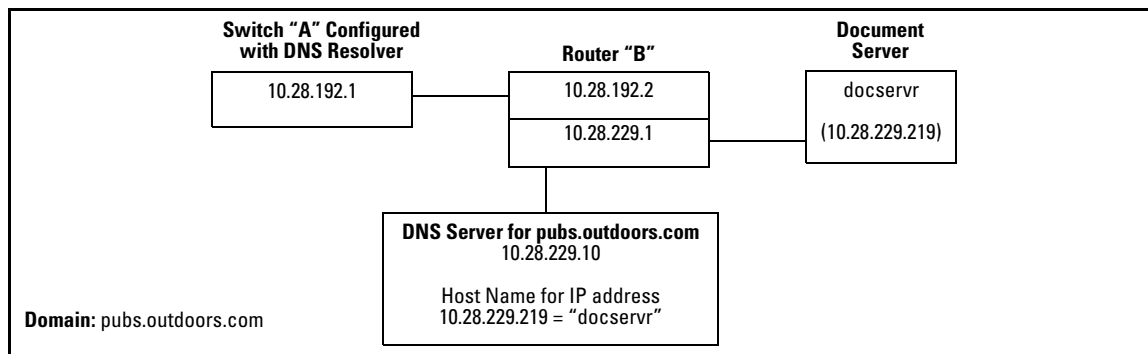 Switch “A” Configured
with DNS Resolver
10.28.192.1
Router “B”
10.28.192.2
10.28.229.1
Document
Server
docservr
(10.28.229.219)
DNS Server for pubs.outdoors.com
10.28.229.10
Host Name for IP address
10.28.229.219 = “docservr”
Domain: pubs.outdoors.com